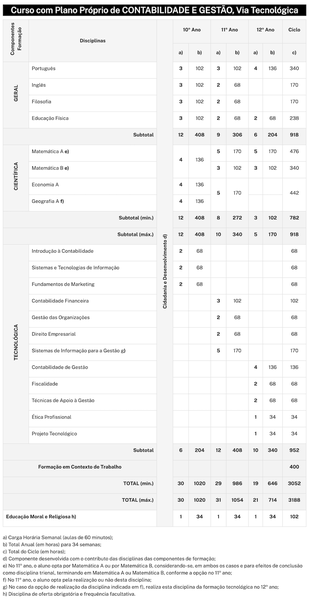 Curso com Plano Próprio de CONTABILIDADE E GESTÃO, Via Tecnológica
Componentes Formação Disciplinas 10º Ano 11º Ano 12º Ano Ciclo
a) b) a) b) a) b) c)
GERAL
Português 3 102 3 102 4 136 340
Inglês 3 102 2 68 170
Filosofia 3 102 2 68 170
Educação Física 3 102 2 68 2 68 238
Subtotal 12 408 9 306 6 204 918
CIENTÍFICA
Matemática A e) 4 136 5 170 5 170 476
Matemática B e) 3 102 3 102 340
Economia A 4 136 5 170 442
Geografia A f) 4 136
Subtotal (mín.) 12 408 8 272 3 102 782
Subtotal (máx.) 12 408 10 340 5 170 918
Cidadania e Desenvolvimento d)
TECNOLÓGICA
Introdução à Contabilidade 2 68 68
Sistemas e Tecnologias de Informação 2 68 68
Fundamentos de Marketing 2 68 68
Contabilidade Financeira 3 102 102
Gestão das Organizações 2 68 68
Direito Empresarial 2 68 68
Sistemas de Informação para a Gestão g) 5 170 170
Contabilidade de Gestão 4 136 136
Fiscalidade 2 68 68
Técnicas de Apoio à Gestão 2 68 68
Ética Profissional 1 34 34
Projeto Tecnológico 1 34 34
Subtotal 6 204 12 408 10 340 952
Formação em Contexto de Trabalho 400
TOTAL (mín.) 30 1020 29 986 19 646 3052
TOTAL (máx.) 30 1020 31 1054 21 714 3188
Educação Moral e Religiosa h) 1 34 1 34 1 34 102
a) Carga Horária Semanal (aulas de 60 minutos);
b) Total Anual (em horas) para 34 semanas;
c) Total do Ciclo (em horas);
d) Componente desenvolvida com o contributo das disciplinas das componentes de formação;
e) No 11º ano, o aluno opta por Matemática A ou por Matemática B, considerando-se, em ambos os casos e para efeitos de conclusão
como disciplina trienal, terminando em Matemática A ou Matemática B, conforme a opção no 11º ano;
f) No 11º ano, o aluno opta pela realização ou não desta disciplina;
g) No caso da opção de realização da disciplina indicada em f), realiza esta disciplina da formação tecnológica no 12º ano;
h) Disciplina de oferta obrigatória e frequência facultativa.